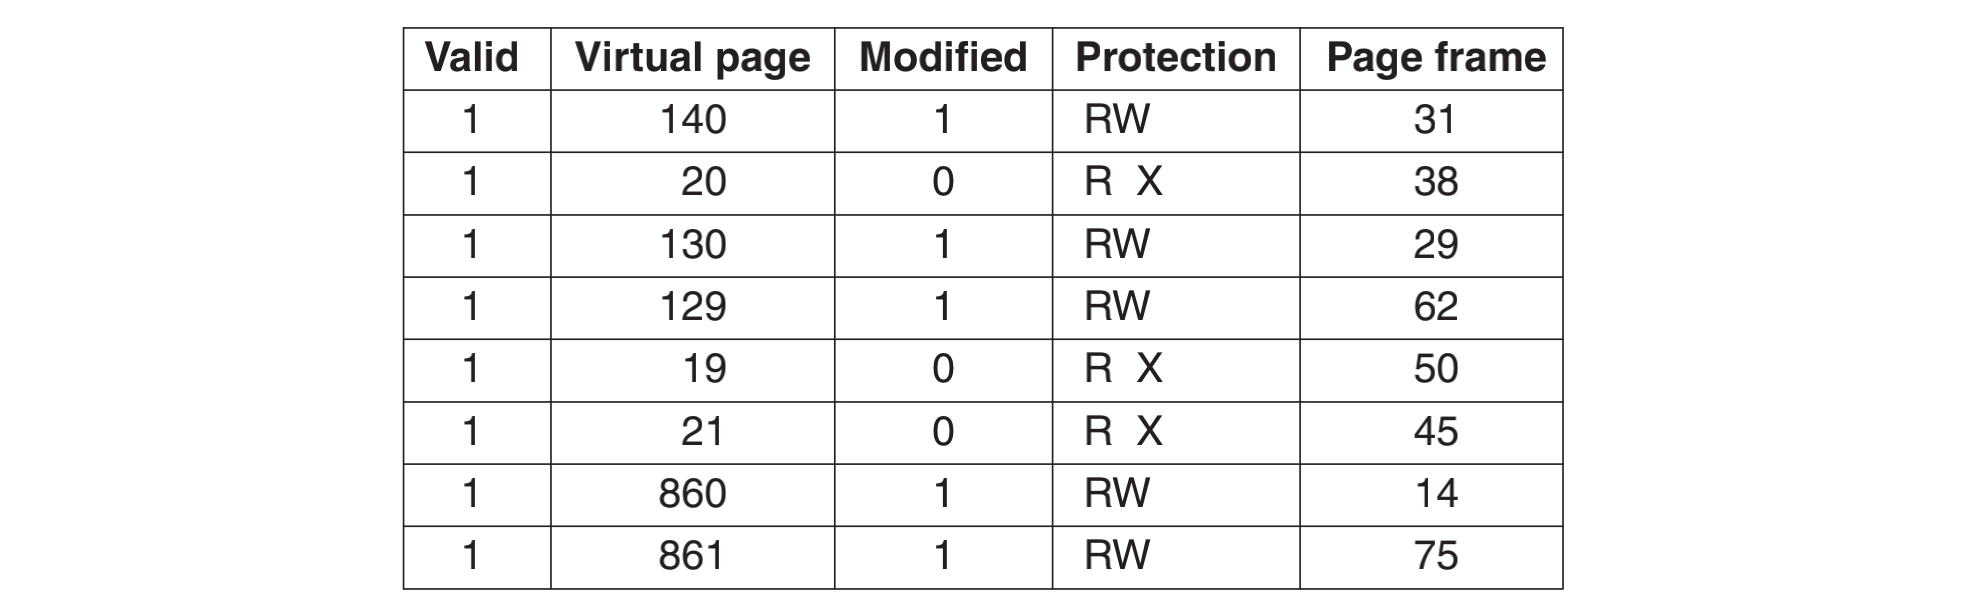 Valid Virtual page Modified Protection Page frame
1 140 1 RW 31
1 20 0 R X 38
1 130 1 RW 29
1 129 1 RW 62
1 19 0 R X 50
1 21 0 R X 45
1 860 1 RW 14
1 861 1 RW 75